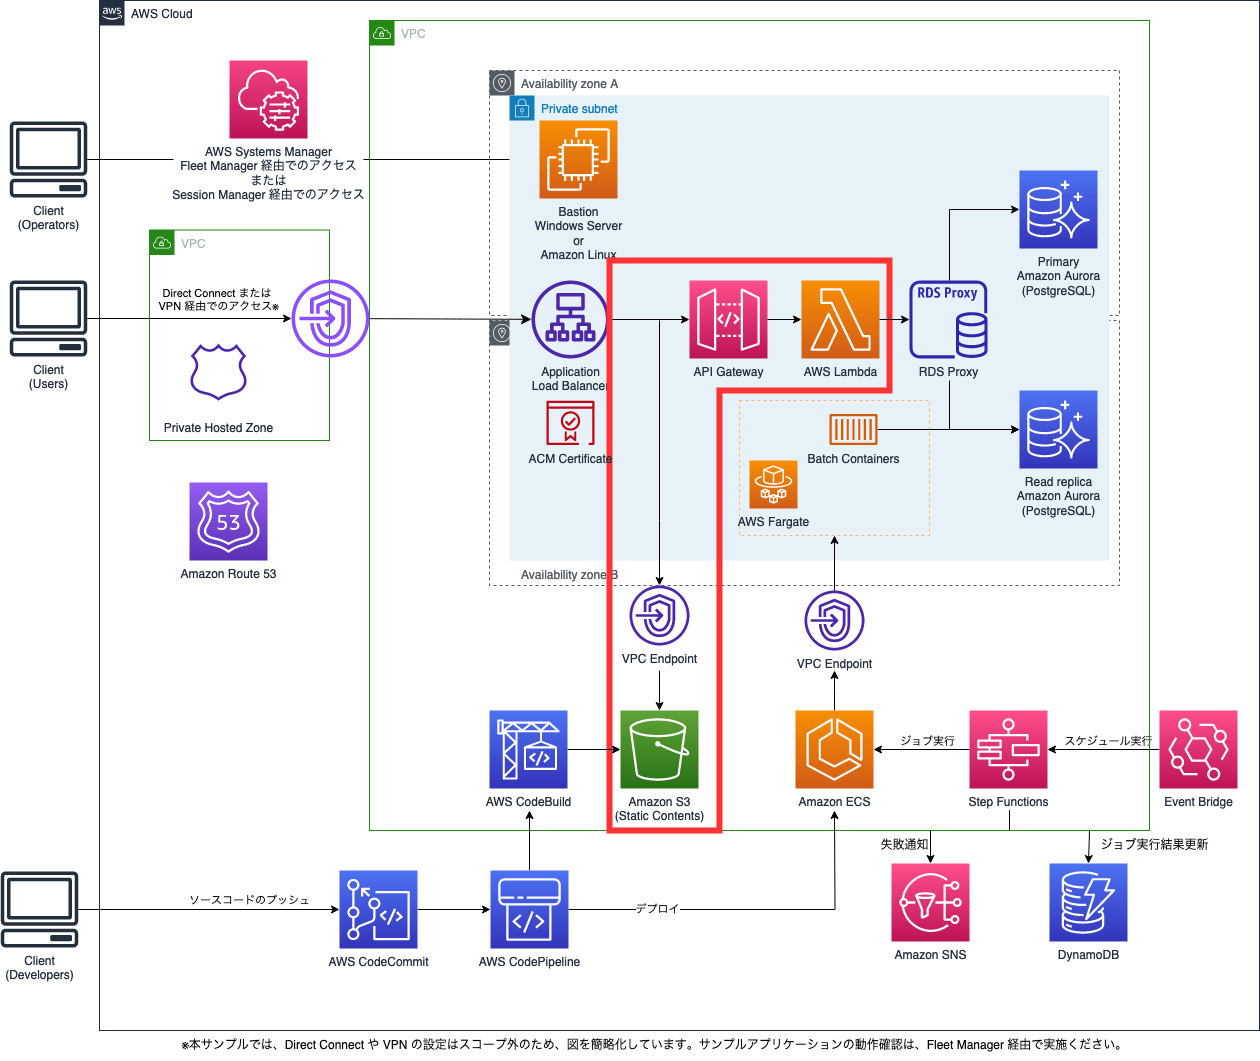 aws
AWS Cloud
VPC
Availability zone A
Private subnet
AWS Systems Manager
Fleet Manager 経由でのアクセス
または
Session Manager 経由でのアクセス
Client
(Operators)
Bastion
Windows Server
or
Amazon Linux
Primary
Amazon Aurora
(PostgreSQL)
VPC
Direct Connect または
VPN 経由でのアクセス※
Client
(Users)
Private Hosted Zone
Application
Load Balancer
API Gateway
AWS Lambda
RDS Proxy
RDS Proxy
ACM Certificate
Batch Containers
AWS Fargate
Read replica
Amazon Aurora
(PostgreSQL)
53
Amazon Route 53
Availability zone B
VPC Endpoint
VPC Endpoint
AWS CodeBuild
Amazon S3
(Static Contents)
Amazon ECS
ジョブ実行
Step Functions
スケジュール実行
Event Bridge
失敗通知
ジョブ実行結果更新
Client
(Developers)
ソースコードのプッシュ
AWS CodeCommit
AWS CodePipeline
デプロイ
Amazon SNS
DynamoDB
※本サンプルでは、Direct Connect や VPN の設定はスコープ外のため、図を簡略化しています。サンプルアプリケーションの動作確認は、Fleet Manager 経由で実施ください。